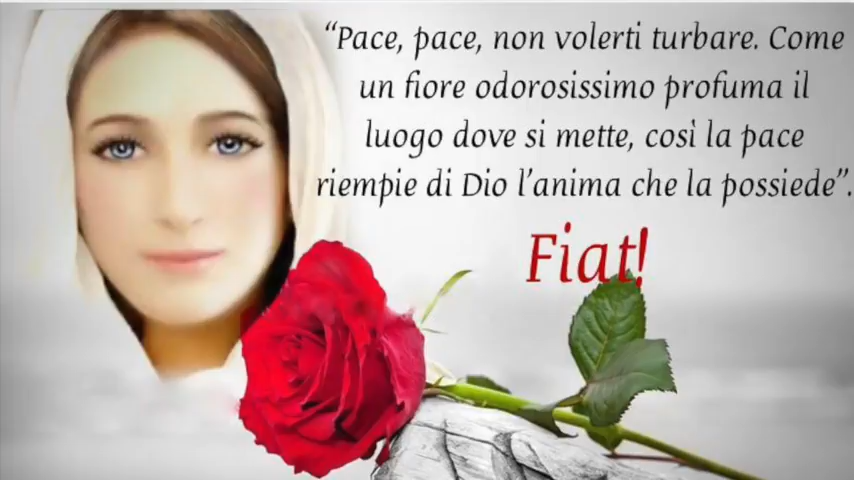 “Pace, pace, non volerti turbare. Come
un fiore odorosissimo profuma il
luogo dove si mette, così la pace
riempie di Dio l’anima che la possiede”.
Fiat!